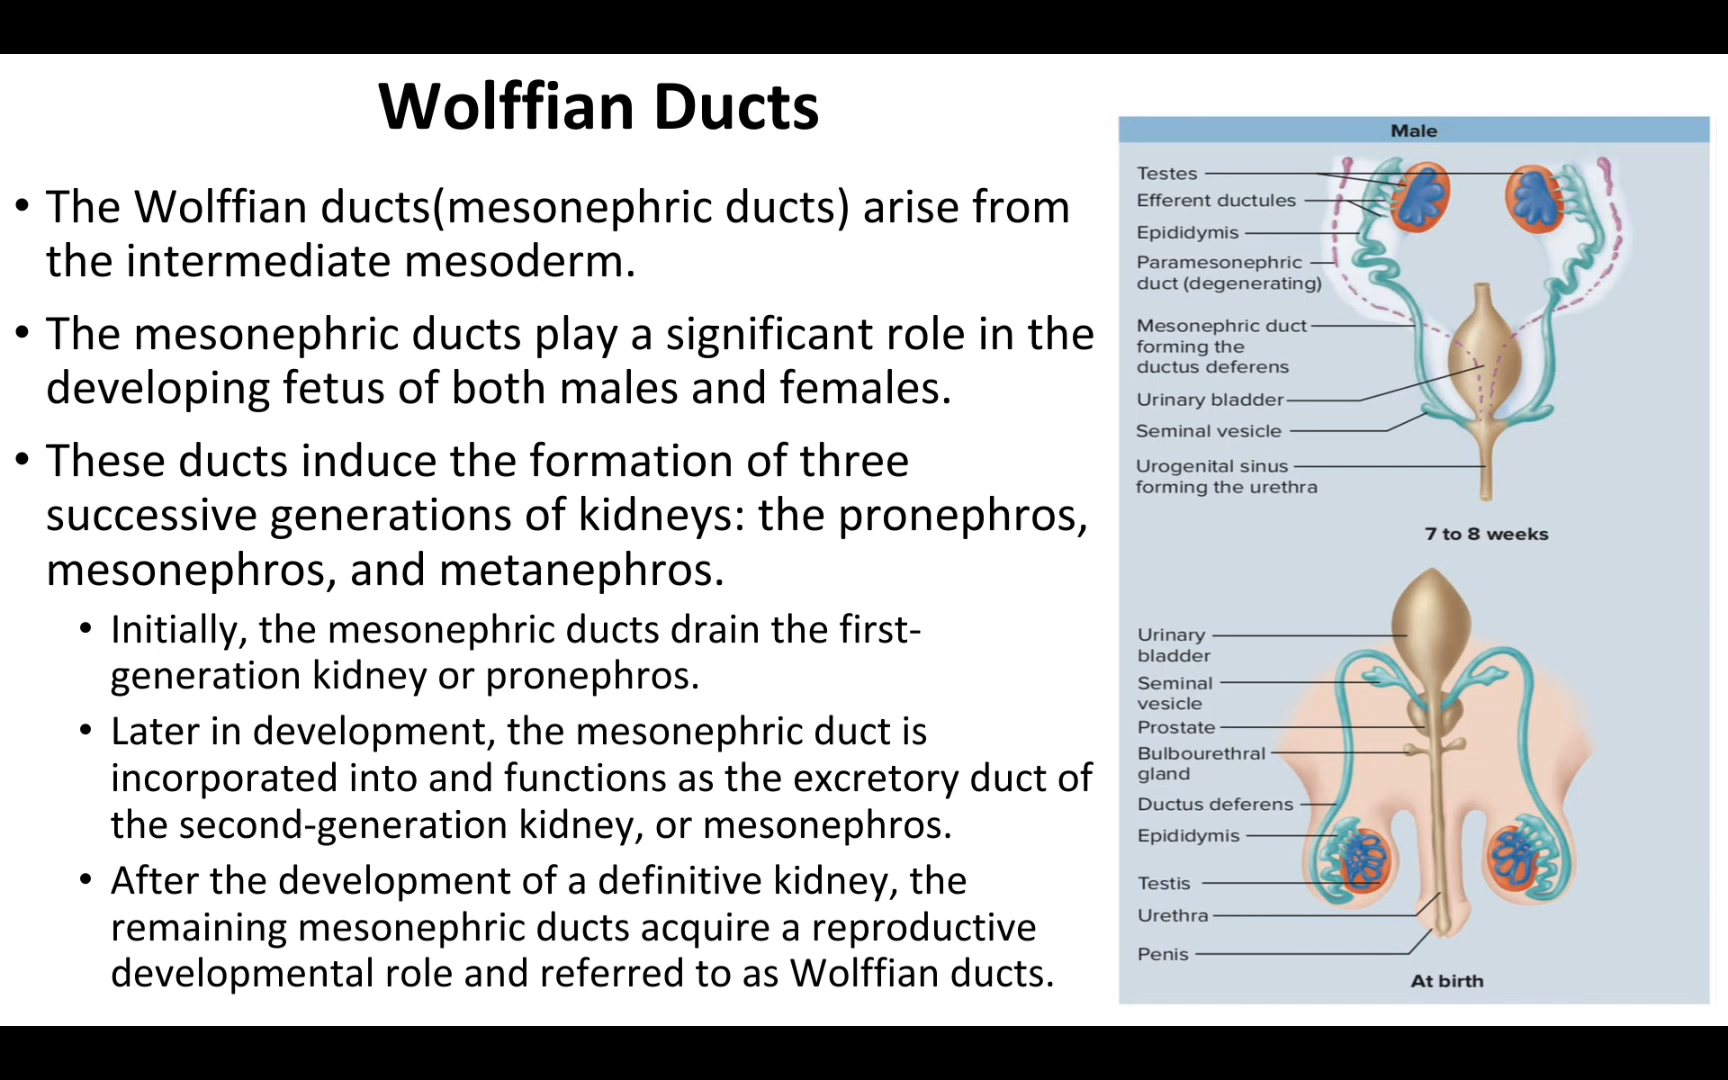 Wolffian Ducts
• The Wolffian ducts(mesonephric ducts) arise from
the intermediate mesoderm.
• The mesonephric ducts play a significant role in the
developing fetus of both males and females.
• These ducts induce the formation of three
successive generations of kidneys: the pronephros,
mesonephros, and metanephros.
• Initially, the mesonephric ducts drain the first-
generation kidney or pronephros.
• Later in development, the mesonephric duct is
incorporated into and functions as the excretory duct of
the second-generation kidney, or mesonephros.
• After the development of a definitive kidney, the
remaining mesonephric ducts acquire a reproductive
developmental role and referred to as Wolffian ducts.
Male
Testes
Efferent ductules
Epididymis
Paramesonephric
duct (degenerating)
Mesonephric duct
forming the
ductus deferens
Urinary bladder
Seminal vesicle
Urogenital sinus
forming the urethra
7 to 8 weeks
Urinary
bladder
Seminal
vesicle
Prostate
Bulbourethral
gland
Ductus deferens
Epididymis
Testis
Urethra
Penis
At birth